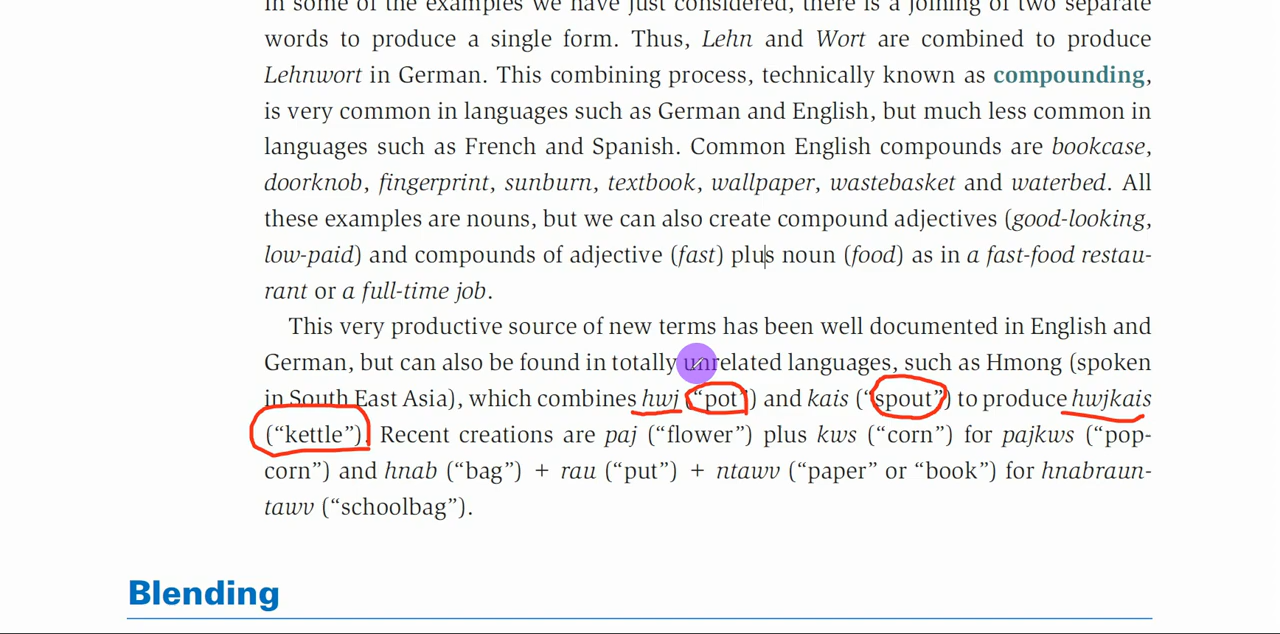 In some of the examples we have just considered, there is a joining of two separate
words to produce a single form. Thus, Lehn and Wort are combined to produce
Lehnwort in German. This combining process, technically known as compounding,
is very common in languages such as German and English, but much less common in
languages such as French and Spanish. Common English compounds are bookcase,
doorknob, fingerprint, sunburn, textbook, wallpaper, wastebasket and waterbed. All
these examples are nouns, but we can also create compound adjectives (good-looking,
low-paid) and compounds of adjective (fast) plus noun (food) as in a fast-food restau-
rant or a full-time job.
This very productive source of new terms has been well documented in English and
German, but can also be found in totally unrelated languages, such as Hmong (spoken
in South East Asia), which combines hwj (“pot”) and kais (“spout”) to produce hwjkais
(“kettle”). Recent creations are paj (“flower”) plus kws (“corn”) for pajkws (“pop-
corn”) and hnab (“bag”) + rau (“put”) + ntawv (“paper” or “book”) for hnabraun-
tawv (“schoolbag”).
Blending